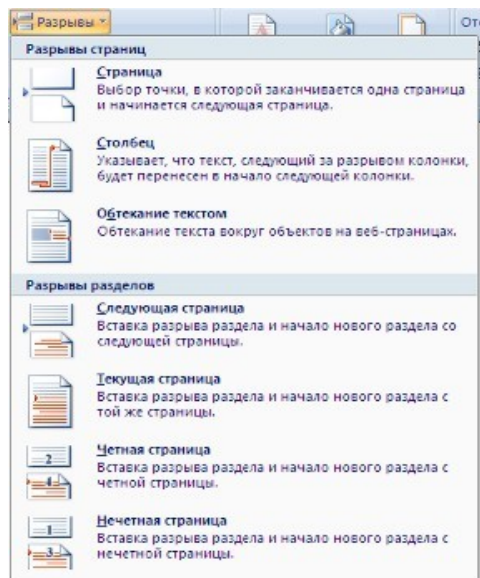 Разрывы
Разрывы страниц
Страница
Выбор точки, в которой заканчивается одна страница
и начинается следующая страница.
Столбец
Указывает, что текст, следующий за разрывом колонки,
будет перенесен в начало следующей колонки.
Обтекание текстом
Обтекание текста вокруг объектов на веб-страницах.
Разрывы разделов
Следующая страница
Вставка разрыва раздела и начало нового раздела со
следующей страницы.
Текущая страница
Вставка разрыва раздела и начало нового раздела с
той же страницы.
2
4
Четная страница
Вставка разрыва раздела и начало нового раздела с
четной страницы.
1
3
Нечетная страница
Вставка разрыва раздела и начало нового раздела с
нечетной страницы.